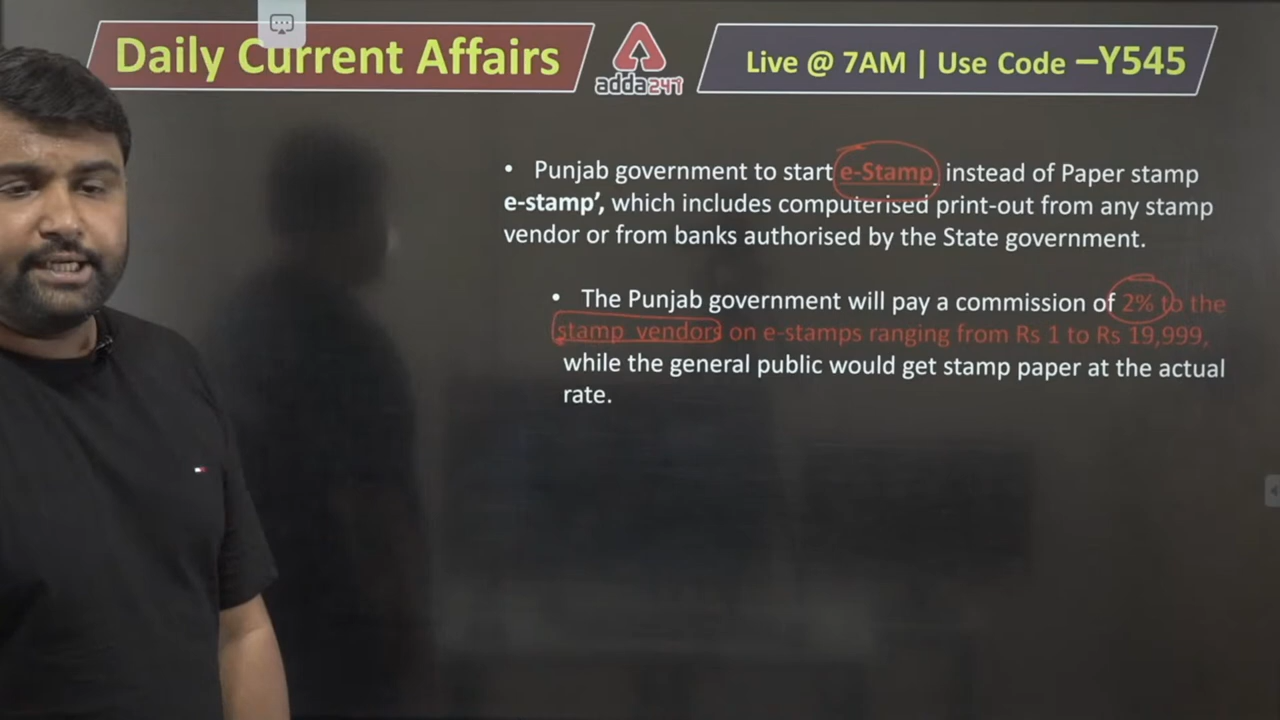 Daily Current Affairs
adda247
Live @ 7AM | Use Code –Y545
• Punjab government to start e-Stamp instead of Paper stamp
e-stamp’, which includes computerised print-out from any stamp
vendor or from banks authorised by the State government.
• The Punjab government will pay a commission of 2% to the
stamp vendors on e-stamps ranging from Rs 1 to Rs 19,999,
while the general public would get stamp paper at the actual
rate.